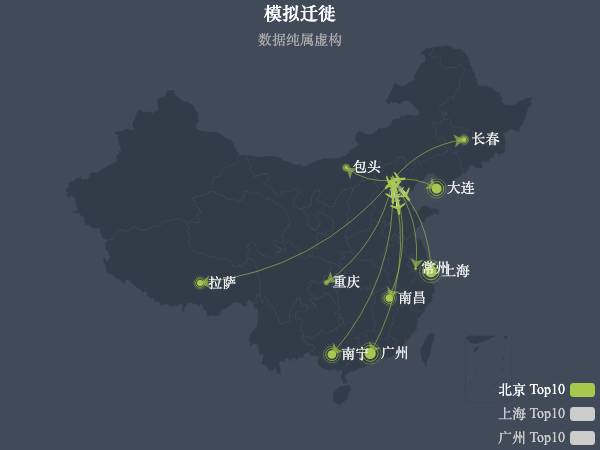 模拟迁徙
数据纯属虚构
长春
包头
大连
常州
上海
拉萨
重庆
南昌
南宁
广州
北京 Top10
上海 Top10
广州 Top10